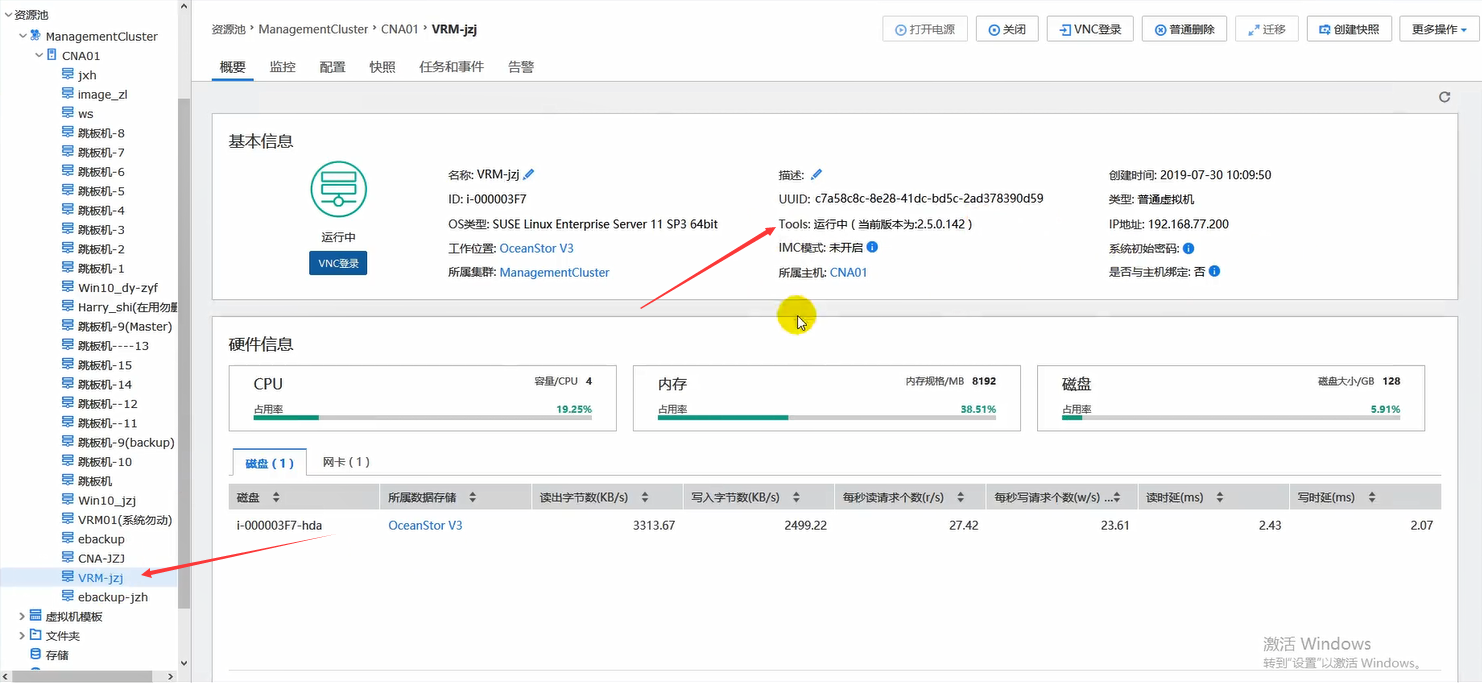 资源池
ManagementCluster
CNA01
jxh
image_zl
ws
跳板机-8
跳板机-7
跳板机-6
跳板机-5
跳板机-4
跳板机-3
跳板机-2
跳板机-1
Win10_dy-zyf
Harry_shi(在用勿
跳板机-9(Master)
跳板机----13
跳板机-15
跳板机-14
跳板机--12
跳板机--11
跳板机-9(backup)
跳板机-10
跳板机
Win10_jzj
VRM01(系统勿动)
ebackup
CNA-JZJ
VRM-jzj
ebackup-jzh
虚拟机模板
文件夹
存储
资源池 › ManagementCluster › CNA01 › VRM-jzj
打开电源 关闭 VNC登录 普通删除 迁移 创建快照 更多操作
概要 监控 配置 快照 任务和事件 告警
基本信息
运行中
VNC登录
名称: VRM-jzj
ID: i-000003F7
OS类型: SUSE Linux Enterprise Server 11 SP3 64bit
工作位置: OceanStor V3
所属集群: ManagementCluster
描述:
UUID: c7a58c8c-8e28-41dc-bd5c-2ad378390d59
Tools: 运行中 ( 当前版本为:2.5.0.142 )
IMC模式: 未开启
所属主机: CNA01
创建时间: 2019-07-30 10:09:50
类型: 普通虚拟机
IP地址: 192.168.77.200
系统初始密码:
是否与主机绑定: 否
硬件信息
CPU 容量/CPU 4
占用率 19.25%
内存 内存规格/MB 8192
占用率 38.51%
磁盘 磁盘大小/GB 128
占用率 5.91%
磁盘 ( 1 ) 网卡 ( 1 )
磁盘 所属数据存储 读出字节数(KB/s) 写入字节数(KB/s) 每秒读请求个数(r/s) 每秒写请求个数(w/s) ... 读时延(ms) 写时延(ms)
i-000003F7-hda OceanStor V3 3313.67 2499.22 27.42 23.61 2.43 2.07
激活 Windows
转到"设置"以激活 Windows。